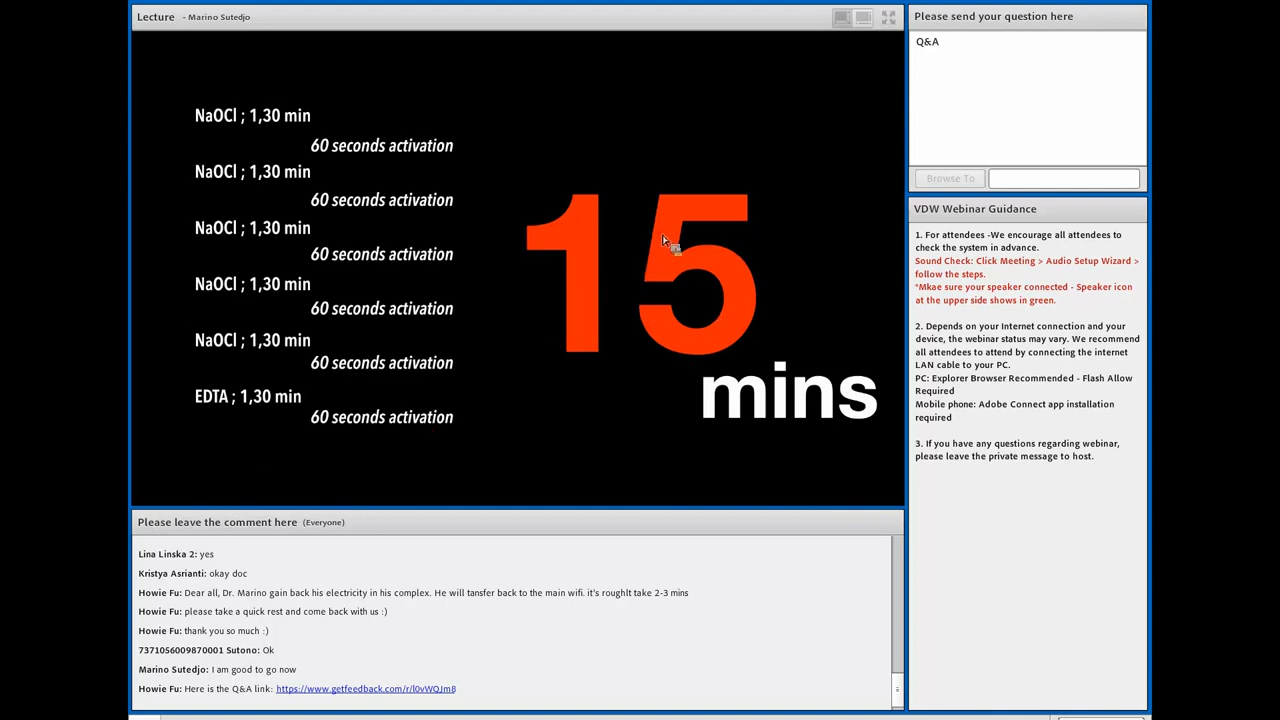 Lecture - Marino Sutedjo
NaOCl ; 1,30 min
60 seconds activation
NaOCl ; 1,30 min
60 seconds activation
NaOCl ; 1,30 min
60 seconds activation
NaOCl ; 1,30 min
60 seconds activation
NaOCl ; 1,30 min
60 seconds activation
EDTA ; 1,30 min
60 seconds activation
15
mins
Please send your question here
Q&A
Browse To
VDW Webinar Guidance
1. For attendees -We encourage all attendees to
check the system in advance.
Sound Check: Click Meeting > Audio Setup Wizard >
follow the steps.
*Mkae sure your speaker connected - Speaker icon
at the upper side shows in green.
2. Depends on your Internet connection and your
device, the webinar status may vary. We recommend
all attendees to attend by connecting the internet
LAN cable to your PC.
PC: Explorer Browser Recommended - Flash Allow
Required
Mobile phone: Adobe Connect app installation
required
3. If you have any questions regarding webinar,
please leave the private message to host.
Please leave the comment here (Everyone)
Lina Linska 2: yes
Kristya Asrianti: okay doc
Howie Fu: Dear all, Dr. Marino gain back his electricity in his complex. He will tansfer back to the main wifi. it's roughlt take 2-3 mins
Howie Fu: please take a quick rest and come back with us :)
Howie Fu: thank you so much :)
7371056009870001 Sutono: Ok
Marino Sutedjo: I am good to go now
Howie Fu: Here is the Q&A link: https://www.getfeedback.com/r/l0vWQJm8